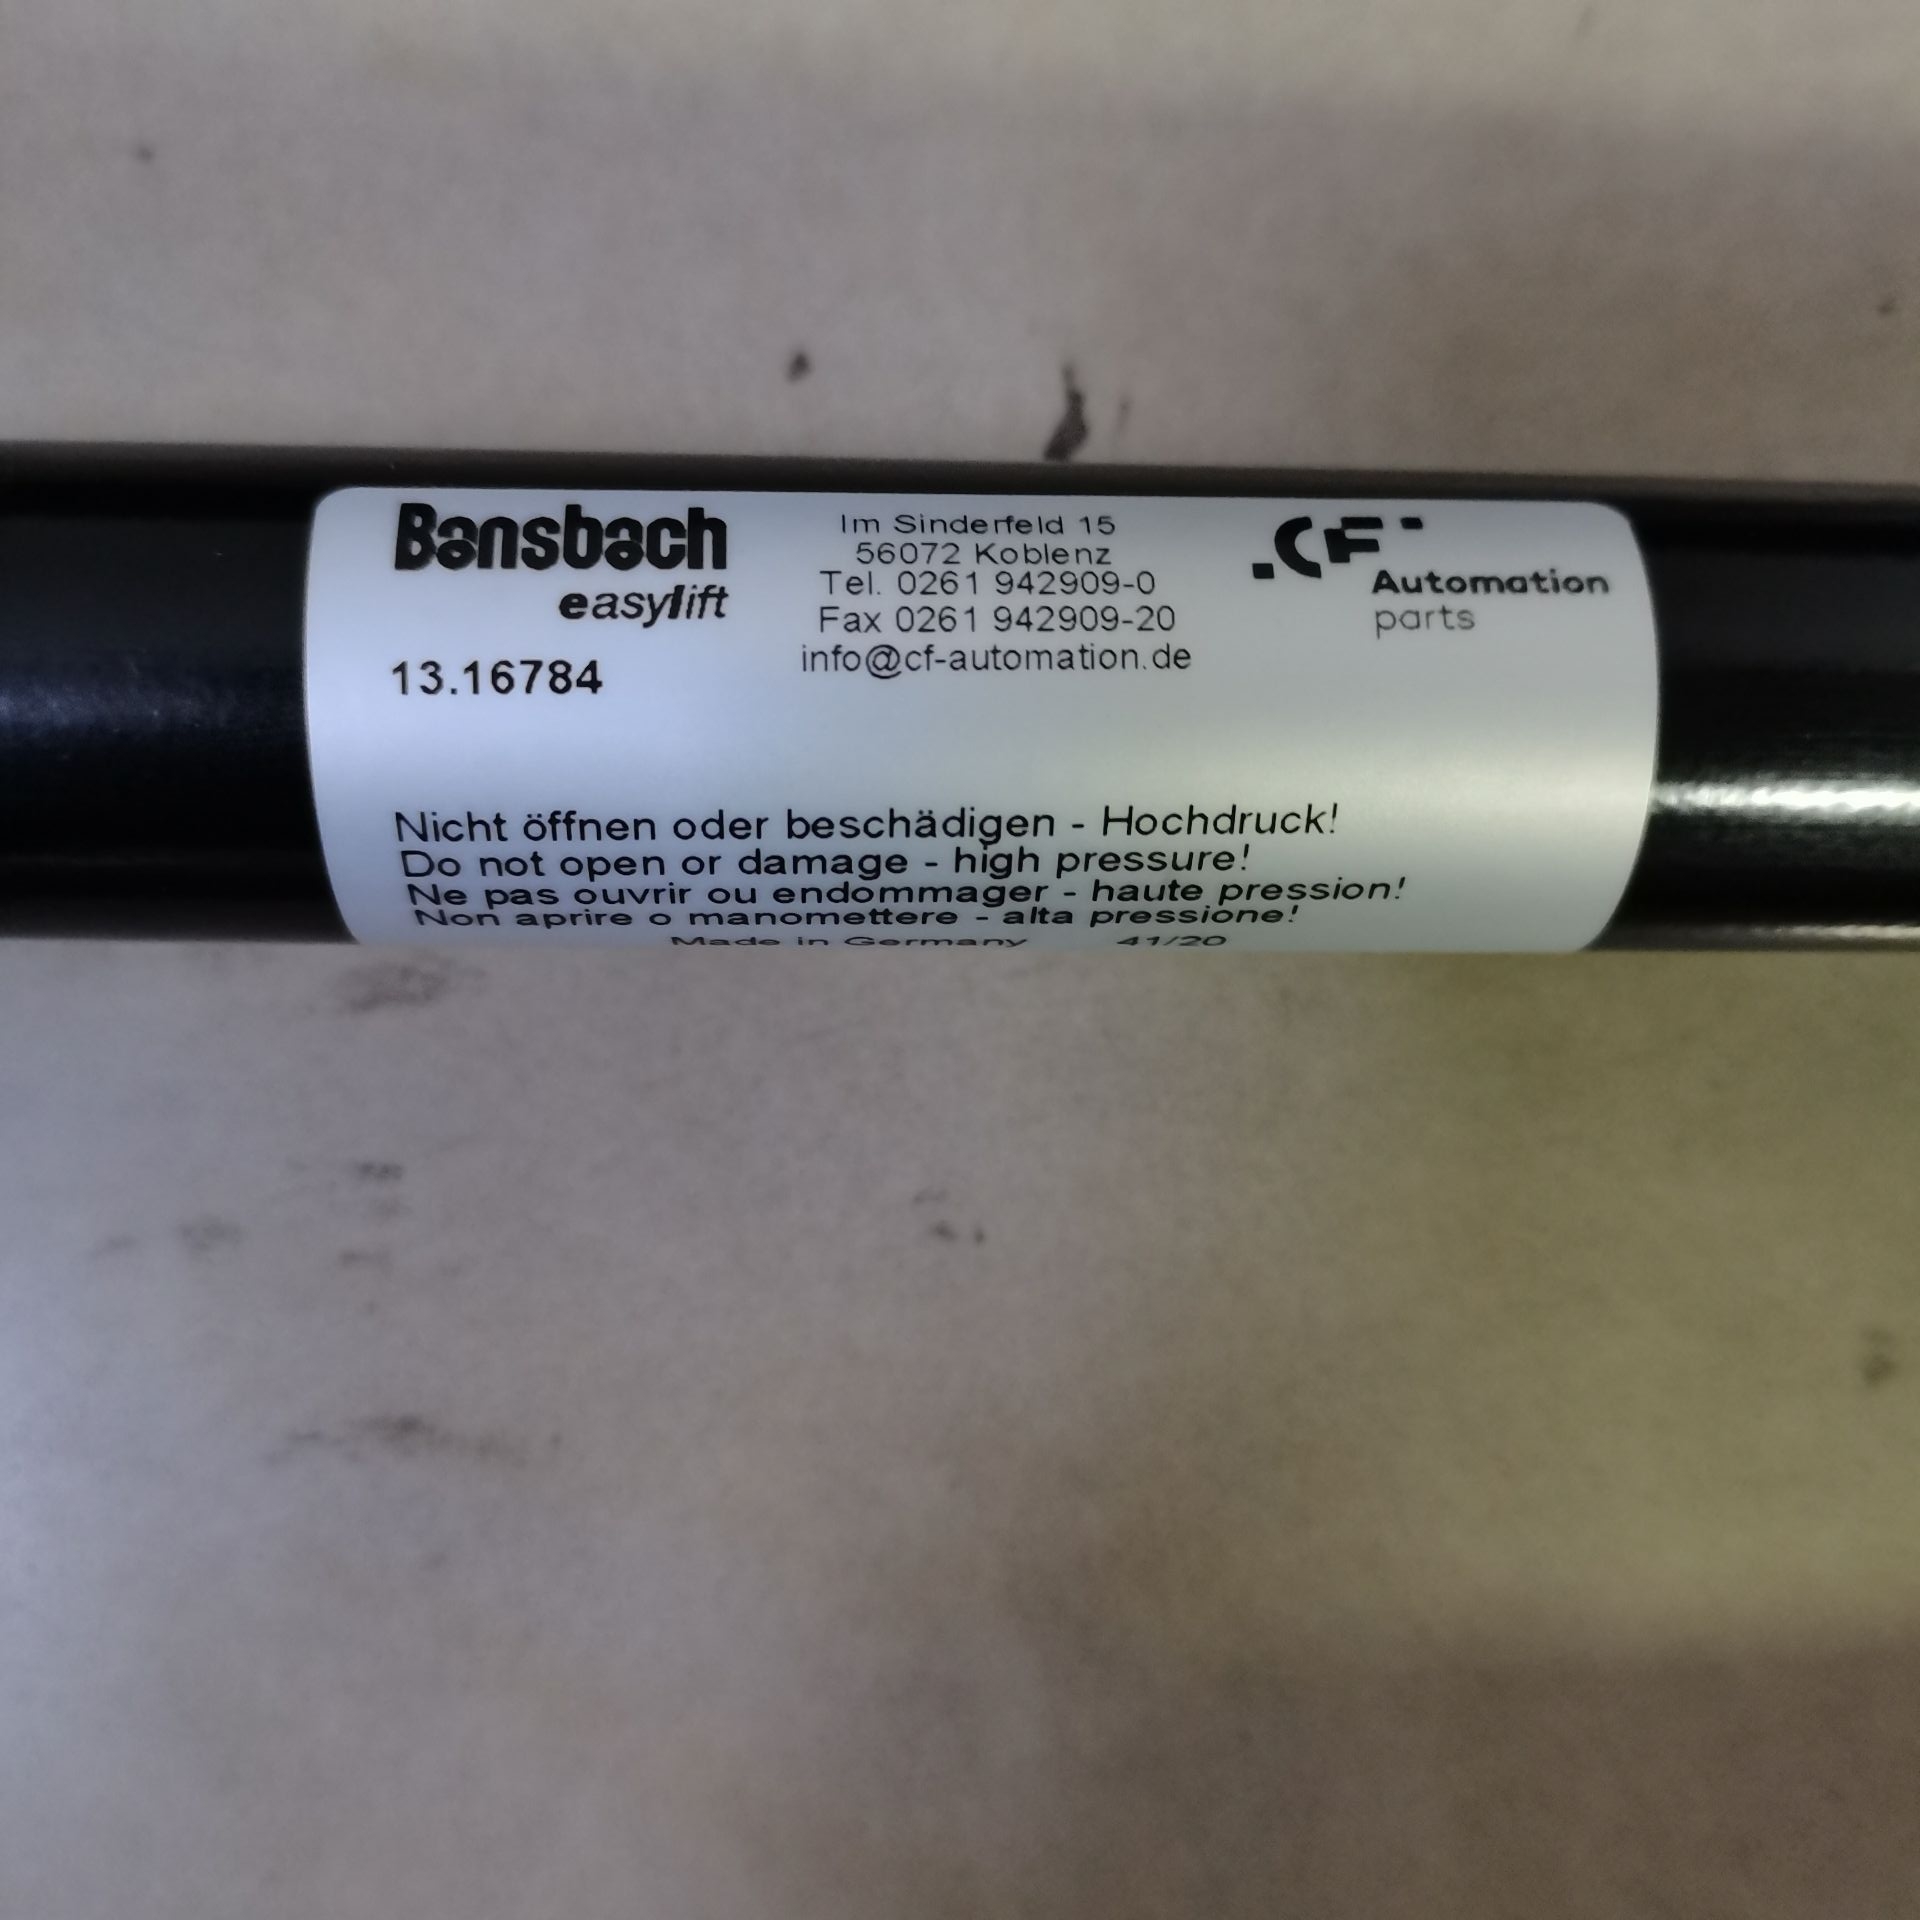 Bansbach
easylift
13.16784
Im Sinderfeld 15
56072 Koblenz
Tel. 0261 942909-0
Fax 0261 942909-20
info@cf-automation.de
.CF
Automation
parts
Nicht öffnen oder beschädigen - Hochdruck!
Do not open or damage - high pressure!
Ne pas ouvrir ou endommager - haute pression!
Non aprire o manomettere - alta pressione!
Made in Germany 41/20